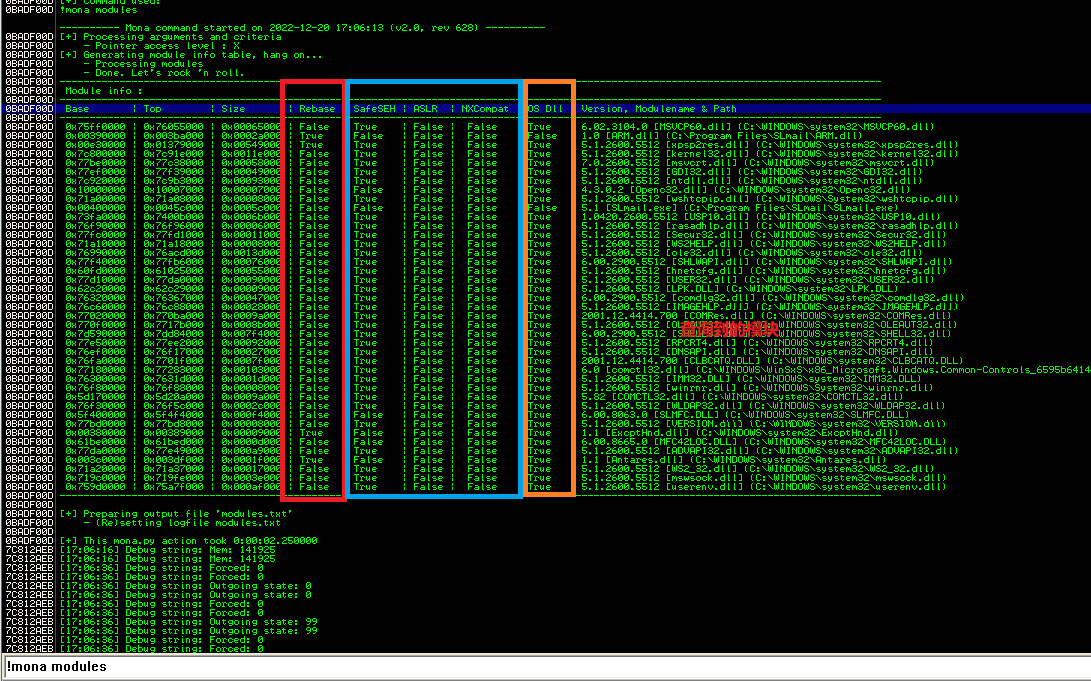 0BADF00D [+] Command used:
0BADF00D !mona modules
---------- Mona command started on 2022-12-20 17:06:13 (v2.0, rev 628) ----------
0BADF00D [+] Processing arguments and criteria
0BADF00D - Pointer access level : X
0BADF00D [+] Generating module info table, hang on...
0BADF00D - Processing modules
0BADF00D - Done. Let's rock 'n roll.
0BADF00D Module info :
0BADF00D Base | Top | Size | Rebase | SafeSEH | ASLR | NXCompat | OS Dll | Version, Modulename & Path
0BADF00D 0x75ff0000 | 0x76055000 | 0x00065000 | False | True | False | False | True | 6.02.3104.0 [MSVCP60.dll] (C:\WINDOWS\system32\MSVCP60.dll)
0BADF00D 0x00390000 | 0x003ba000 | 0x0002a000 | True | False | False | False | False | 1.0 [ARM.dll] (C:\Program Files\SLmail\ARM.dll)
0BADF00D 0x00e30000 | 0x01379000 | 0x00549000 | True | True | False | False | True | 5.1.2600.5512 [xpsp2res.dll] (C:\WINDOWS\system32\xpsp2res.dll)
0BADF00D 0x7c800000 | 0x7c91e000 | 0x0011e000 | False | True | False | False | True | 5.1.2600.5512 [kernel32.dll] (C:\WINDOWS\system32\kernel32.dll)
0BADF00D 0x77be0000 | 0x77c38000 | 0x00058000 | False | True | False | False | True | 7.0.2600.5512 [msvcrt.dll] (C:\WINDOWS\system32\msvcrt.dll)
0BADF00D 0x77ef0000 | 0x77f39000 | 0x00049000 | False | True | False | False | True | 5.1.2600.5512 [GDI32.dll] (C:\WINDOWS\system32\GDI32.dll)
0BADF00D 0x7c920000 | 0x7c9b3000 | 0x00093000 | False | True | False | False | True | 5.1.2600.5512 [ntdll.dll] (C:\WINDOWS\system32\ntdll.dll)
0BADF00D 0x10000000 | 0x10007000 | 0x00007000 | False | False | False | False | True | 4.3.0.2 [Openc32.dll] (C:\WINDOWS\system32\Openc32.dll)
0BADF00D 0x71a00000 | 0x71a08000 | 0x00008000 | False | True | False | False | True | 5.1.2600.5512 [wshtcpip.dll] (C:\WINDOWS\System32\wshtcpip.dll)
0BADF00D 0x00400000 | 0x0045c000 | 0x0005c000 | False | False | False | False | False | 5.1 [SLmail.exe] (C:\Program Files\SLmail\SLmail.exe)
0BADF00D 0x73fa0000 | 0x7400b000 | 0x0006b000 | False | True | False | False | True | 1.0420.2600.5512 [USP10.dll] (C:\WINDOWS\system32\USP10.dll)
0BADF00D 0x76f90000 | 0x76f96000 | 0x00006000 | False | True | False | False | True | 5.1.2600.5512 [rasadhlp.dll] (C:\WINDOWS\system32\rasadhlp.dll)
0BADF00D 0x77fc0000 | 0x77fd1000 | 0x00011000 | False | True | False | False | True | 5.1.2600.5512 [Secur32.dll] (C:\WINDOWS\system32\Secur32.dll)
0BADF00D 0x71a10000 | 0x71a18000 | 0x00008000 | False | True | False | False | True | 5.1.2600.5512 [WS2HELP.dll] (C:\WINDOWS\system32\WS2HELP.dll)
0BADF00D 0x76990000 | 0x76acd000 | 0x0013d000 | False | True | False | False | True | 5.1.2600.5512 [ole32.dll] (C:\WINDOWS\system32\ole32.dll)
0BADF00D 0x77f40000 | 0x77fb6000 | 0x00076000 | False | True | False | False | True | 6.00.2900.5512 [SHLWAPI.dll] (C:\WINDOWS\system32\SHLWAPI.dll)
0BADF00D 0x60fd0000 | 0x61025000 | 0x00055000 | False | True | False | False | True | 5.1.2600.5512 [hnetcfg.dll] (C:\WINDOWS\system32\hnetcfg.dll)
0BADF00D 0x77d10000 | 0x77da0000 | 0x00090000 | False | True | False | False | True | 5.1.2600.5512 [USER32.dll] (C:\WINDOWS\system32\USER32.dll)
0BADF00D 0x62c20000 | 0x62c29000 | 0x00009000 | False | True | False | False | True | 5.1.2600.5512 [LPK.DLL] (C:\WINDOWS\system32\LPK.DLL)
0BADF00D 0x76320000 | 0x76367000 | 0x00047000 | False | True | False | False | True | 6.00.2900.5512 [comdlg32.dll] (C:\WINDOWS\system32\comdlg32.dll)
0BADF00D 0x76c60000 | 0x76c88000 | 0x00028000 | False | True | False | False | True | 5.1.2600.5512 [IMAGEHLP.dll] (C:\WINDOWS\system32\IMAGEHLP.dll)
0BADF00D 0x77020000 | 0x770ba000 | 0x0009a000 | False | True | False | False | True | 2001.12.4414.700 [COMRes.dll] (C:\WINDOWS\system32\COMRes.dll)
0BADF00D 0x770f0000 | 0x7717b000 | 0x0008b000 | False | True | False | False | True | 5.1.2600.5512 [OLEAUT32.dll] (C:\WINDOWS\system32\OLEAUT32.dll)
0BADF00D 0x7d590000 | 0x7dd84000 | 0x007f4000 | False | True | False | False | True | 6.00.2900.5512 (C:\WINDOWS\system32\SHELL32.dll)
0BADF00D 0x77e50000 | 0x77ee2000 | 0x00092000 | False | True | False | False | True | 5.1.2600.5512 [RPCRT4.dll] (C:\WINDOWS\system32\RPCRT4.dll)
0BADF00D 0x76ef0000 | 0x76f17000 | 0x00027000 | False | True | False | False | True | 5.1.2600.5512 [DNSAPI.dll] (C:\WINDOWS\system32\DNSAPI.dll)
0BADF00D 0x76fa0000 | 0x7701f000 | 0x0007f000 | False | True | False | False | True | 2001.12.4414.700 [CLBCATQ.DLL] (C:\WINDOWS\system32\CLBCATQ.DLL)
0BADF00D 0x77180000 | 0x77283000 | 0x00103000 | False | True | False | False | True | 6.0 [comctl32.dll] (C:\WINDOWS\WinSxS\x86_Microsoft.Windows.Common-Controls_6595b6414
0BADF00D 0x76300000 | 0x7631d000 | 0x0001d000 | False | True | False | False | True | 5.1.2600.5512 [IMM32.DLL] (C:\WINDOWS\system32\IMM32.DLL)
0BADF00D 0x76f80000 | 0x76f88000 | 0x00008000 | False | True | False | False | True | 5.1.2600.5512 [winrnr.dll] (C:\WINDOWS\System32\winrnr.dll)
0BADF00D 0x5d170000 | 0x5d20a000 | 0x0009a000 | False | True | False | False | True | 5.82 [COMCTL32.dll] (C:\WINDOWS\system32\COMCTL32.dll)
0BADF00D 0x76f30000 | 0x76f5c000 | 0x0002c000 | False | True | False | False | True | 5.1.2600.5512 [WLDAP32.dll] (C:\WINDOWS\system32\WLDAP32.dll)
0BADF00D 0x5f400000 | 0x5f4f4000 | 0x000f4000 | False | False | False | False | True | 6.00.8063.0 [SLMFC.DLL] (C:\WINDOWS\system32\SLMFC.DLL)
0BADF00D 0x77bd0000 | 0x77bd8000 | 0x00008000 | False | True | False | False | True | 5.1.2600.5512 [VERSION.dll] (C:\WINDOWS\system32\VERSION.dll)
0BADF00D 0x00380000 | 0x00389000 | 0x00009000 | True | False | False | False | True | 1.1 [ExcptHnd.dll] (C:\WINDOWS\system32\ExcptHnd.dll)
0BADF00D 0x61be0000 | 0x61bed000 | 0x0000d000 | False | False | False | False | True | 6.00.8665.0 [MFC42LOC.DLL] (C:\WINDOWS\system32\MFC42LOC.DLL)
0BADF00D 0x77da0000 | 0x77e49000 | 0x000a9000 | False | True | False | False | True | 5.1.2600.5512 [ADVAPI32.dll] (C:\WINDOWS\system32\ADVAPI32.dll)
0BADF00D 0x003c0000 | 0x003df000 | 0x0001f000 | True | False | False | False | True | 1.1 [Antares.dll] (C:\WINDOWS\system32\Antares.dll)
0BADF00D 0x71a20000 | 0x71a37000 | 0x00017000 | False | True | False | False | True | 5.1.2600.5512 [WS2_32.dll] (C:\WINDOWS\system32\WS2_32.dll)
0BADF00D 0x719c0000 | 0x719fe000 | 0x0003e000 | False | True | False | False | True | 5.1.2600.5512 [mswsock.dll] (C:\WINDOWS\system32\mswsock.dll)
0BADF00D 0x759d0000 | 0x75a7f000 | 0x000af000 | False | True | False | False | True | 5.1.2600.5512 [userenv.dll] (C:\WINDOWS\system32\userenv.dll)
0BADF00D
0BADF00D [+] Preparing output file 'modules.txt'
0BADF00D - (Re)setting logfile modules.txt
0BADF00D
0BADF00D [+] This mona.py action took 0:00:02.250000
7C812AEB [17:06:16] Debug string: Mem: 141925
7C812AEB [17:06:16] Debug string: Mem: 141925
7C812AEB [17:06:36] Debug string: Forced: 0
7C812AEB [17:06:36] Debug string: Forced: 0
7C812AEB [17:06:36] Debug string: Outgoing state: 0
7C812AEB [17:06:36] Debug string: Outgoing state: 0
7C812AEB [17:06:36] Debug string: Forced: 0
7C812AEB [17:06:36] Debug string: Forced: 0
7C812AEB [17:06:36] Debug string: Outgoing state: 99
7C812AEB [17:06:36] Debug string: Outgoing state: 99
7C812AEB [17:06:36] Debug string: Forced: 0
7C812AEB [17:06:36] Debug string: Forced: 0
!mona modules